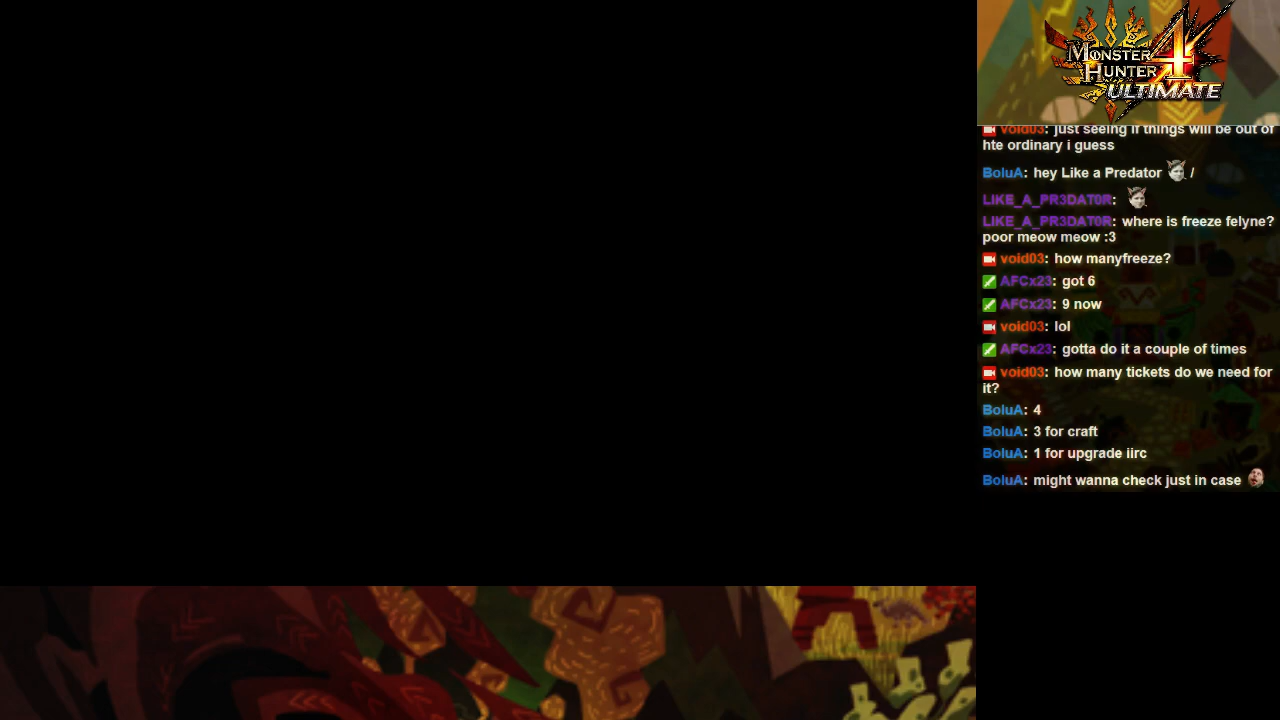 MONSTER
HUNTER 4
ULTIMATE
void03: just seeing if things will be out of
hte ordinary i guess
BoluA: hey Like a Predator /
LIKE_A_PR3DAT0R:
LIKE_A_PR3DAT0R: where is freeze felyne?
poor meow meow :3
void03: how manyfreeze?
AFCx23: got 6
AFCx23: 9 now
void03: lol
AFCx23: gotta do it a couple of times
void03: how many tickets do we need for
it?
BoluA: 4
BoluA: 3 for craft
BoluA: 1 for upgrade iirc
BoluA: might wanna check just in case